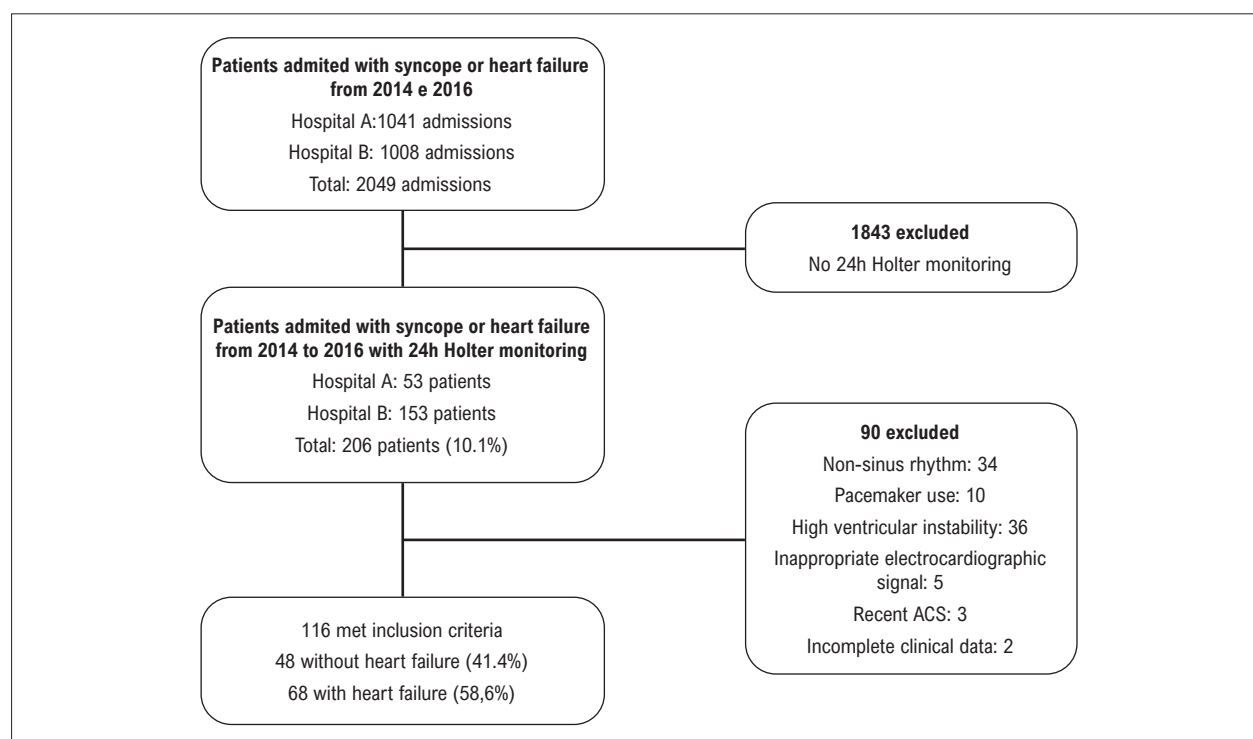 Patients admited with syncope or heart failure
from 2014 e 2016
Hospital A:1041 admissions
Hospital B: 1008 admissions
Total: 2049 admissions
1843 excluded
No 24h Holter monitoring
Patients admited with syncope or heart failure
from 2014 to 2016 with 24h Holter monitoring
Hospital A: 53 patients
Hospital B: 153 patients
Total: 206 patients (10.1%)
90 excluded
Non-sinus rhythm: 34
Pacemaker use: 10
High ventricular instability: 36
Inappropriate electrocardiographic
signal: 5
Recent ACS: 3
Incomplete clinical data: 2
116 met inclusion criteria
48 without heart failure (41.4%)
68 with heart failure (58,6%)